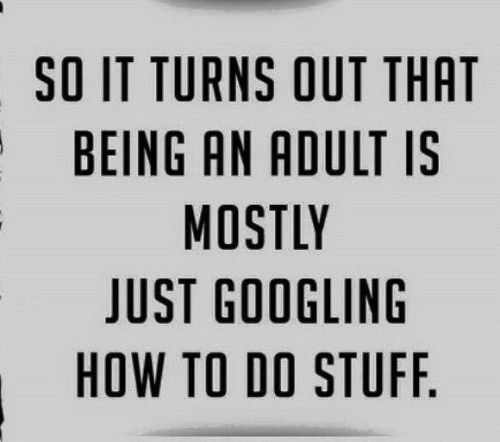 SO IT TURNS OUT THAT
BEING AN ADULT IS
MOSTLY
JUST GOOGLING
HOW TO DO STUFF.